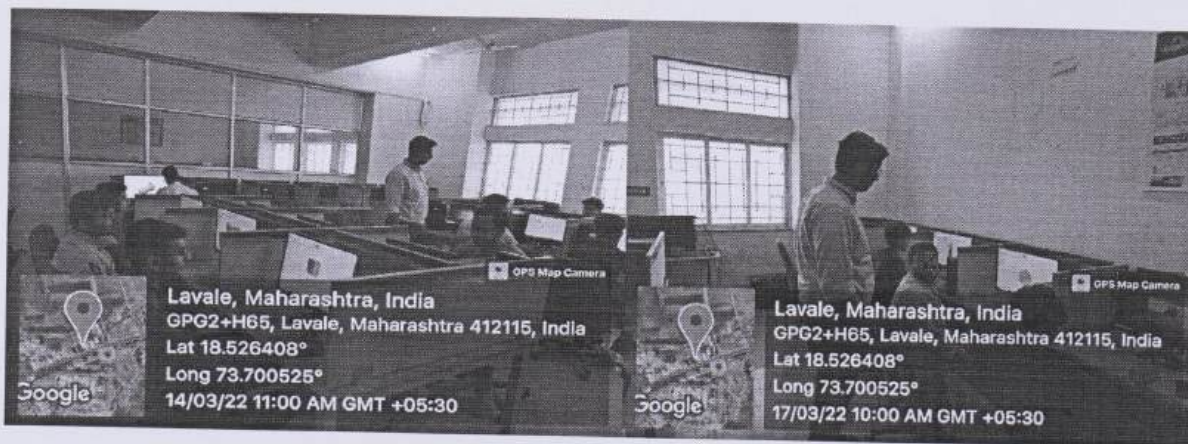 GPS Map Camera
Lavale, Maharashtra, India
GPG2+H65, Lavale, Maharashtra 412115, India
Lat 18.526408°
Long 73.700525°
14/03/22 11:00 AM GMT +05:30
Google
GPS Map Camera
Lavale, Maharashtra, India
GPG2+H65, Lavale, Maharashtra 412115, India
Lat 18.526408°
Long 73.700525°
17/03/22 10:00 AM GMT +05:30
Google